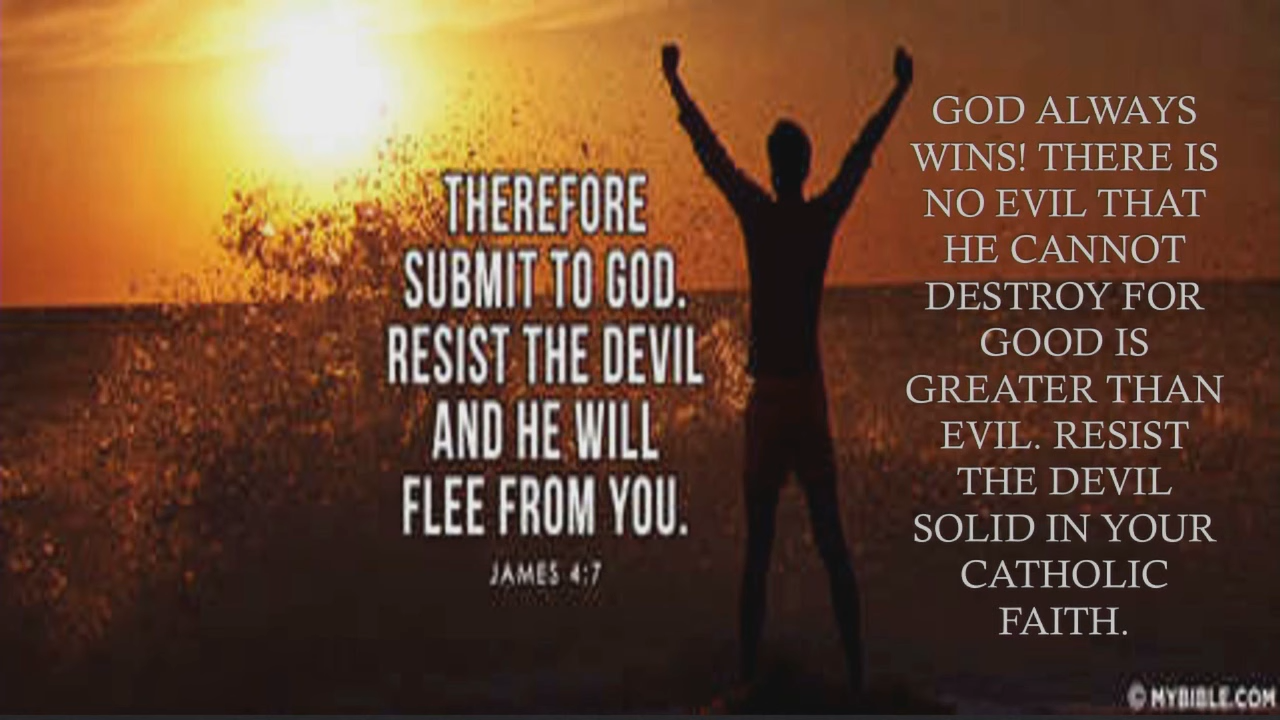 THEREFORE
SUBMIT TO GOD.
RESIST THE DEVIL
AND HE WILL
FLEE FROM YOU.
JAMES 4:7
GOD ALWAYS
WINS! THERE IS
NO EVIL THAT
HE CANNOT
DESTROY FOR
GOOD IS
GREATER THAN
EVIL. RESIST
THE DEVIL
SOLID IN YOUR
CATHOLIC
FAITH.
© MYBIBLE.COM